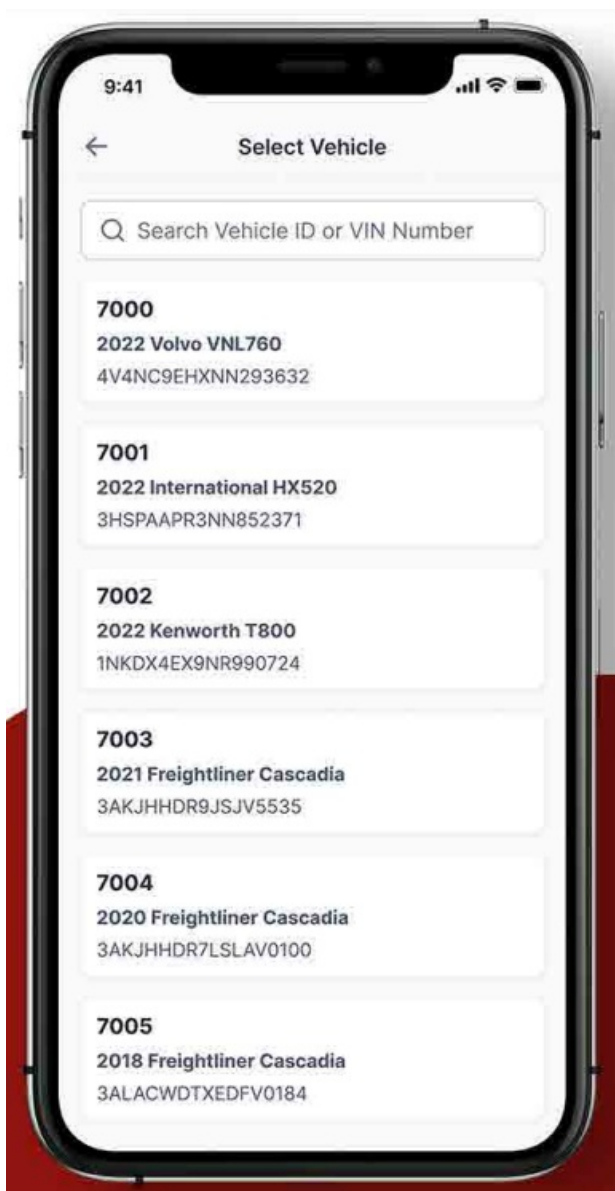 9:41
Select Vehicle
Search Vehicle ID or VIN Number
7000
2022 Volvo VNL760
4V4NC9EHXNN293632
7001
2022 International HX520
3HSPAAPR3NN852371
7002
2022 Kenworth T800
1NKDX4EX9NR990724
7003
2021 Freightliner Cascadia
3AKJHHDR9JSJV5535
7004
2020 Freightliner Cascadia
3AKJHHDR7LSLAV0100
7005
2018 Freightliner Cascadia
3ALACWDTXEDFV0184